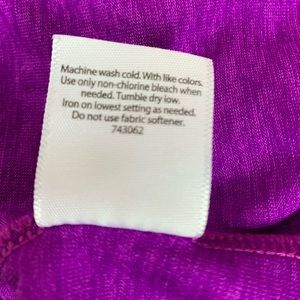 Machine wash cold. With like colors.
Use only non-chlorine bleach when
needed. Tumble dry low.
Iron on lowest setting as needed.
Do not use fabric softener.
743062